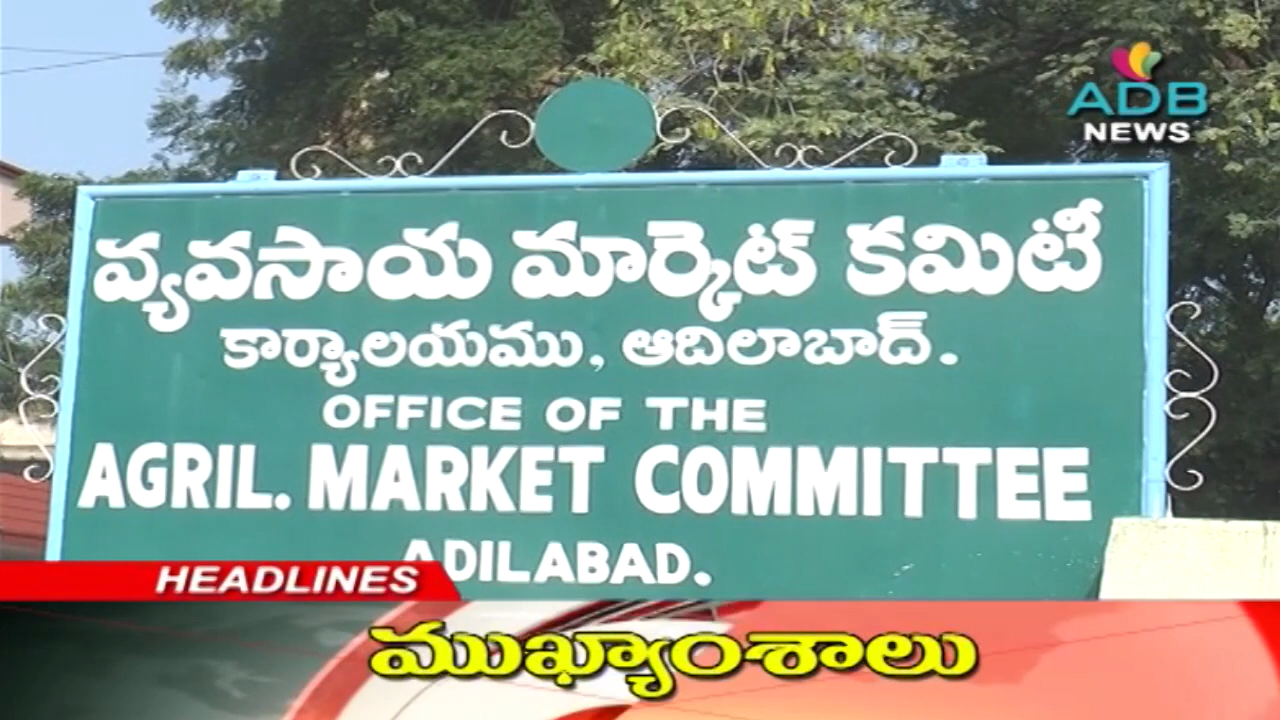 ADB
NEWS
వ్యవసాయ మార్కెట్ కమిటీ
కార్యాలయము, ఆదిలాబాద్.
OFFICE OF THE
AGRIL. MARKET COMMITTEE
ADILABAD.
HEADLINES
ముఖ్యాంశాలు